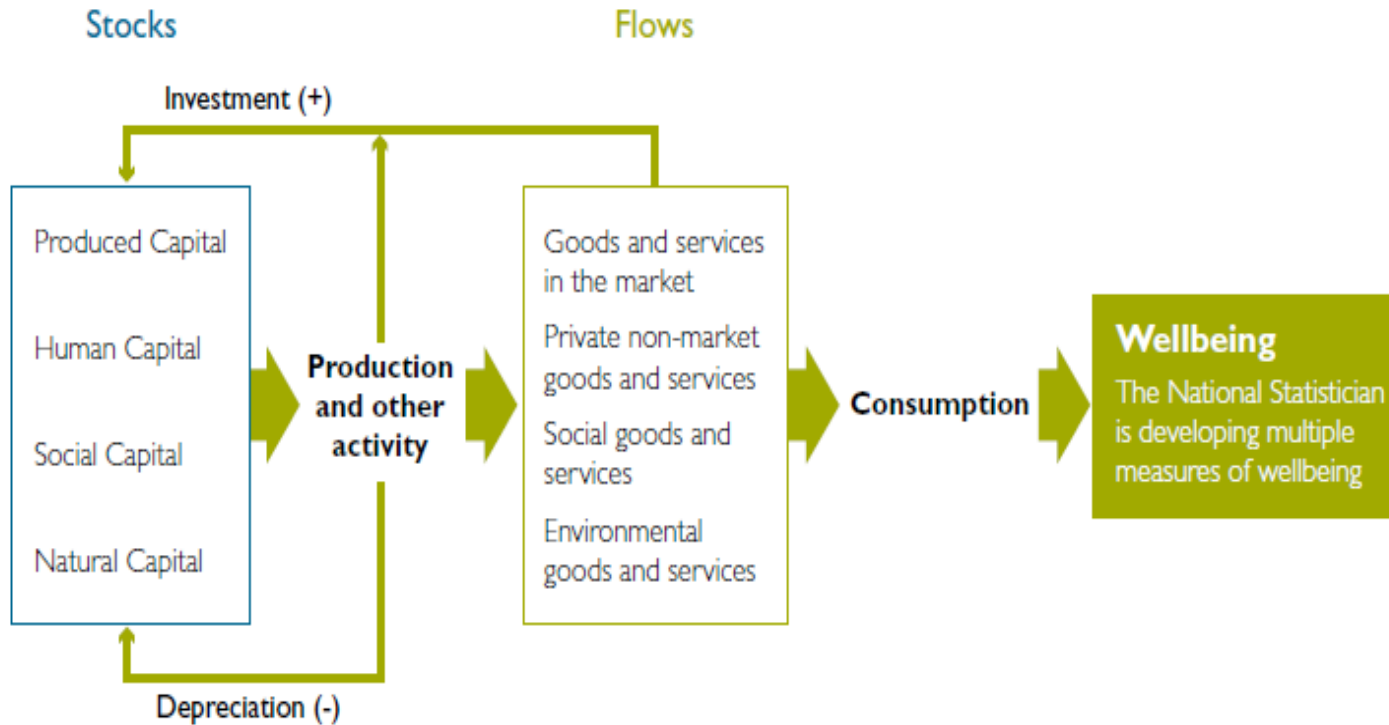 Stocks
Flows
Investment (+)
Produced Capital
Human Capital
Social Capital
Natural Capital
Production
and other
activity
Goods and services
in the market
Private non-market
goods and services
Social goods and
services
Environmental
goods and services
Consumption
Wellbeing
The National Statistician
is developing multiple
measures of wellbeing
Depreciation (-)